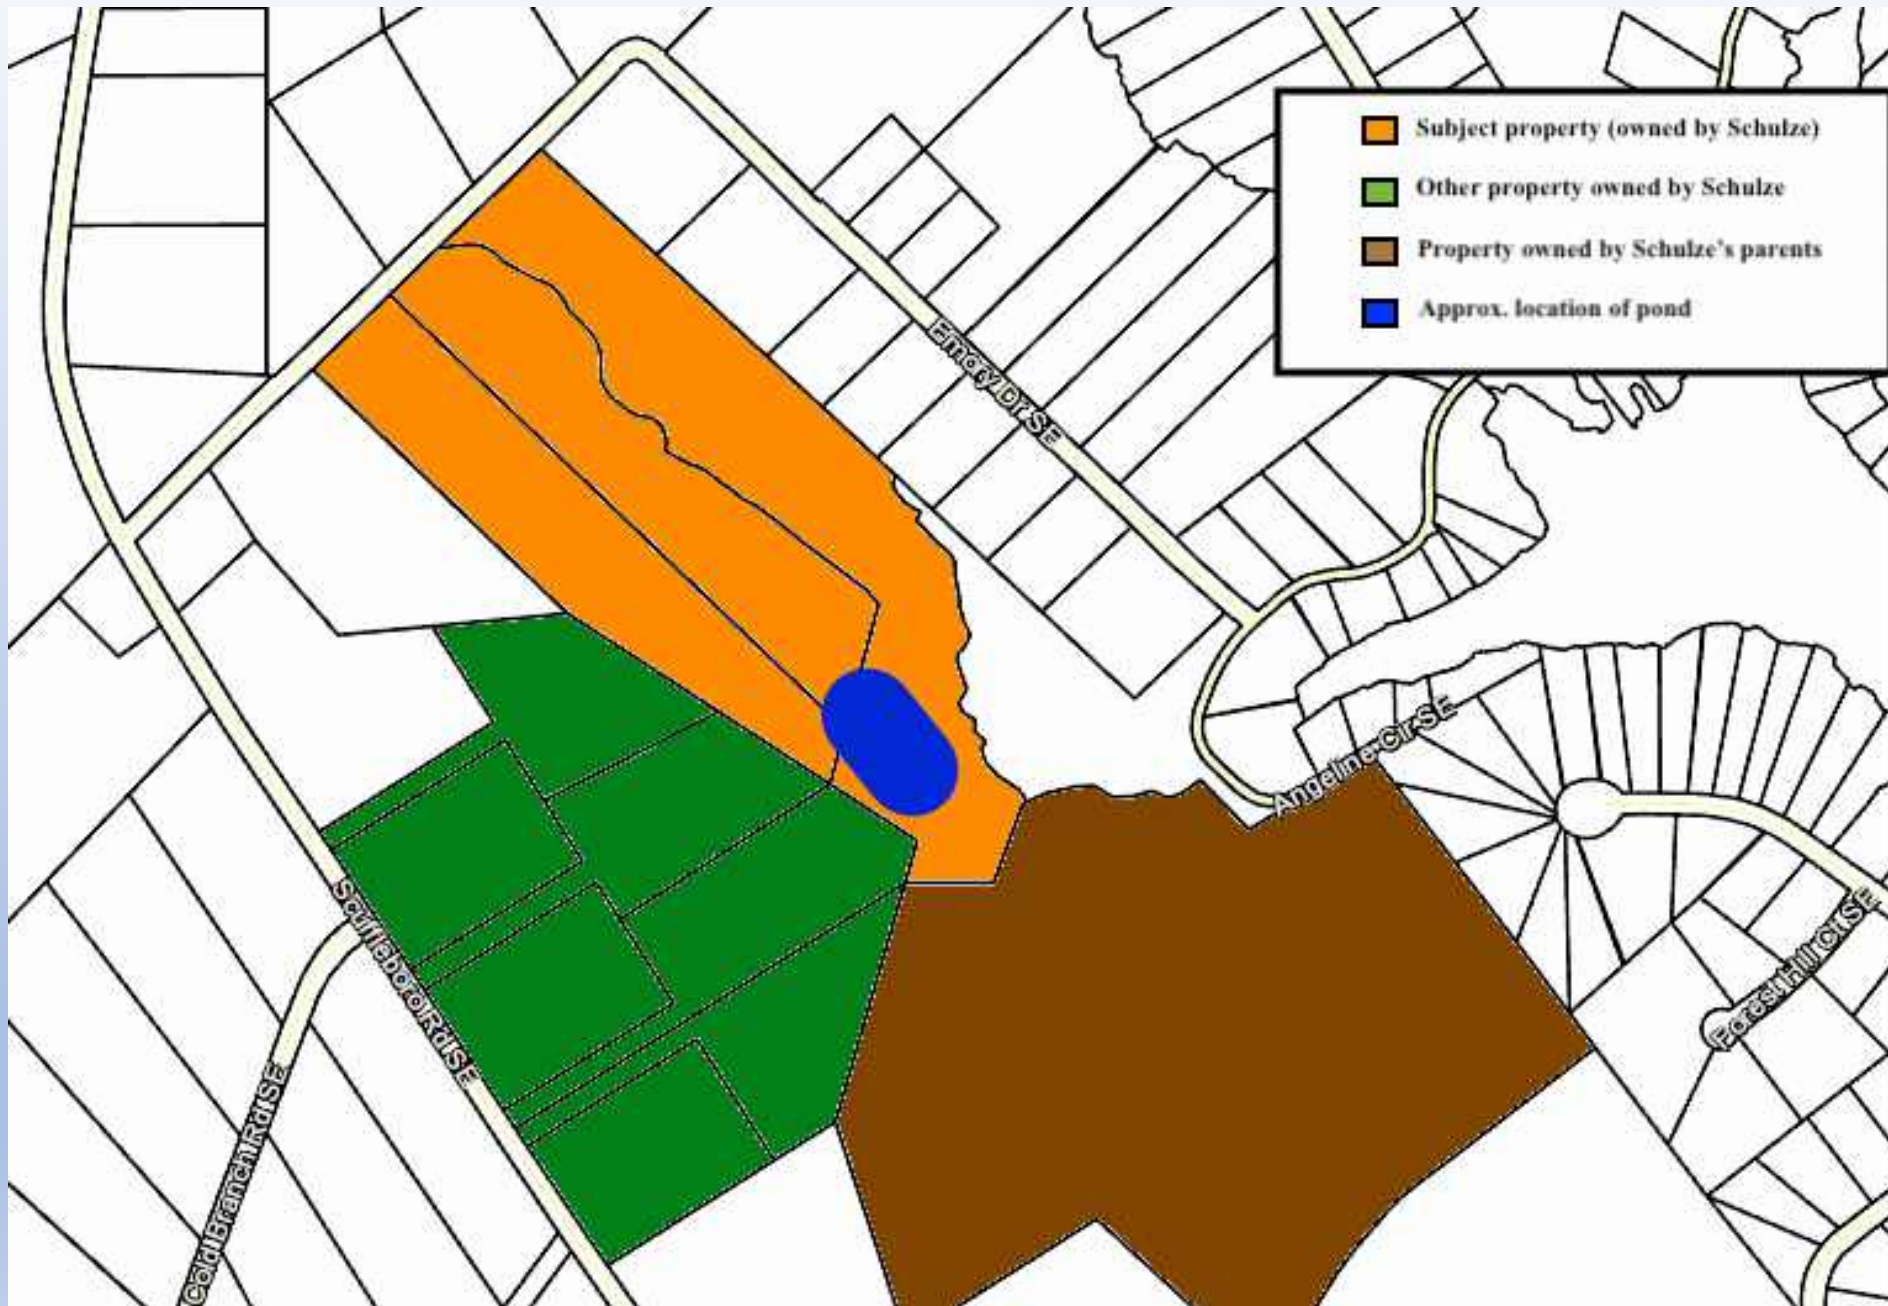 Subject property (owned by Schulze)
Other property owned by Schulze
Property owned by Schulze's parents
Approx. location of pond
Emory Dr SE
Angeline Cir SE
Forest Hill Ct SE
Scuffleboro Rd SE
Cold Branch Rd SE